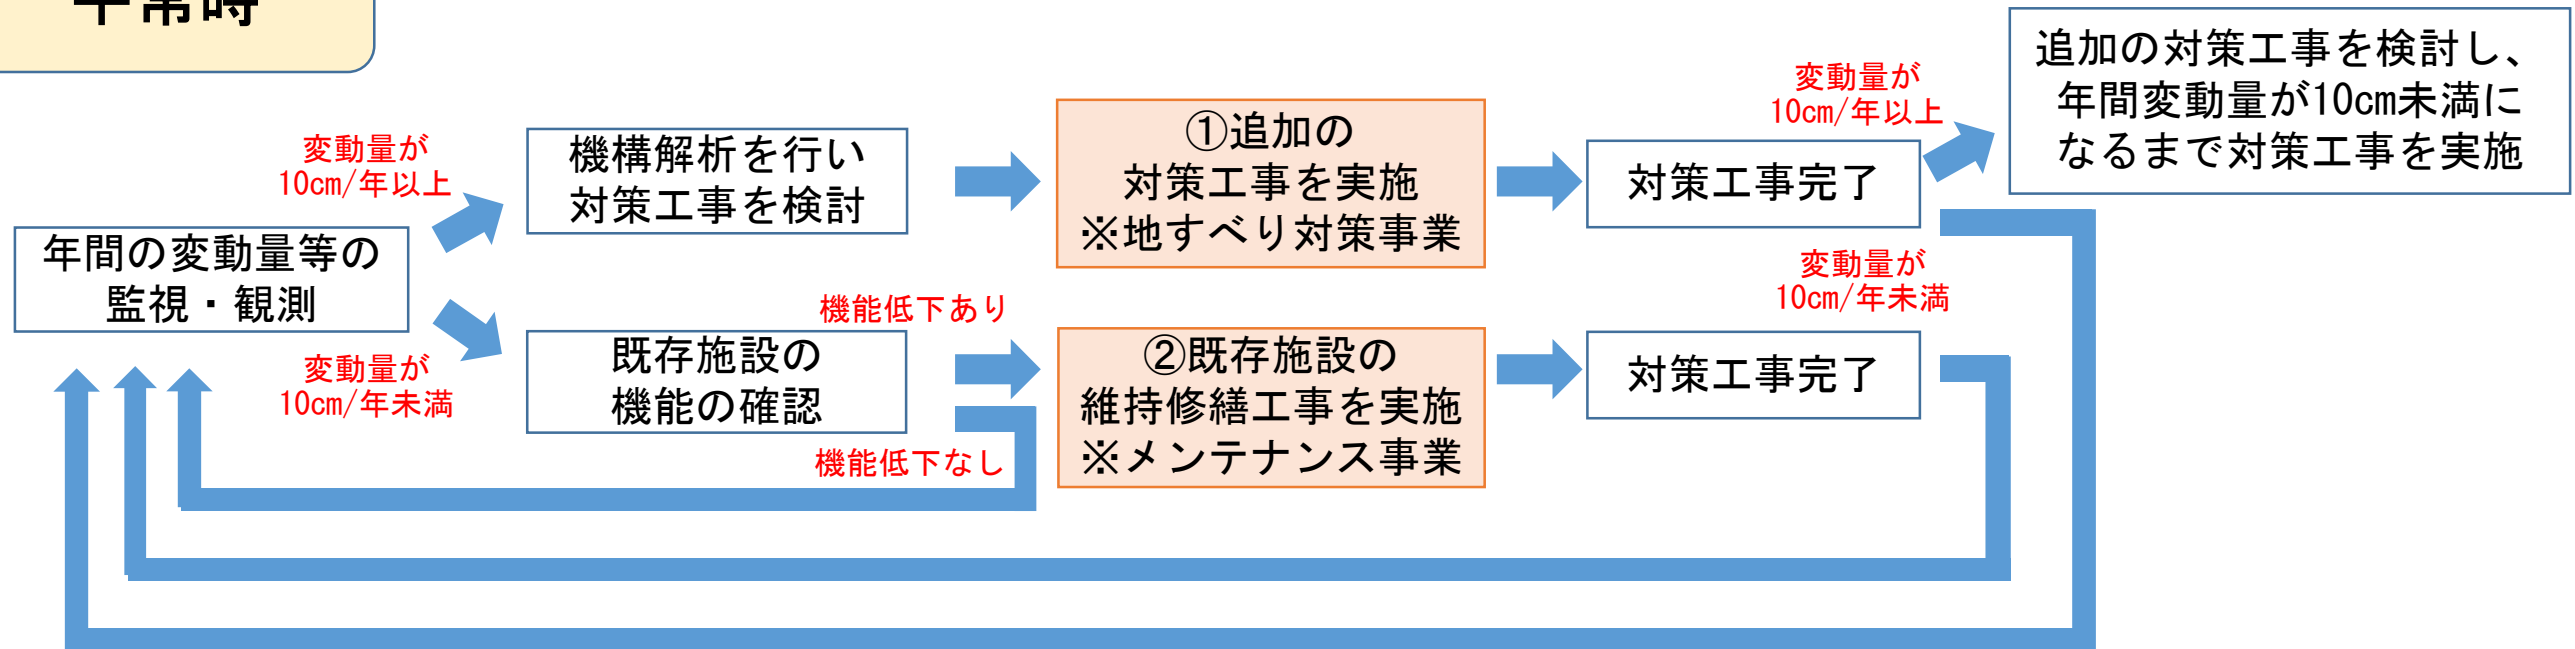 平常時
年間の変動量等の
監視・観測
変動量が
10cm/年以上
機構解析を行い
対策工事を検討
①追加の
対策工事を実施
※地すべり対策事業
対策工事完了
変動量が
10cm/年以上
追加の対策工事を検討し、
年間変動量が10cm未満に
なるまで対策工事を実施
変動量が
10cm/年未満
変動量が
10cm/年未満
既存施設の
機能の確認
機能低下あり
機能低下なし
②既存施設の
維持修繕工事を実施
※メンテナンス事業
対策工事完了